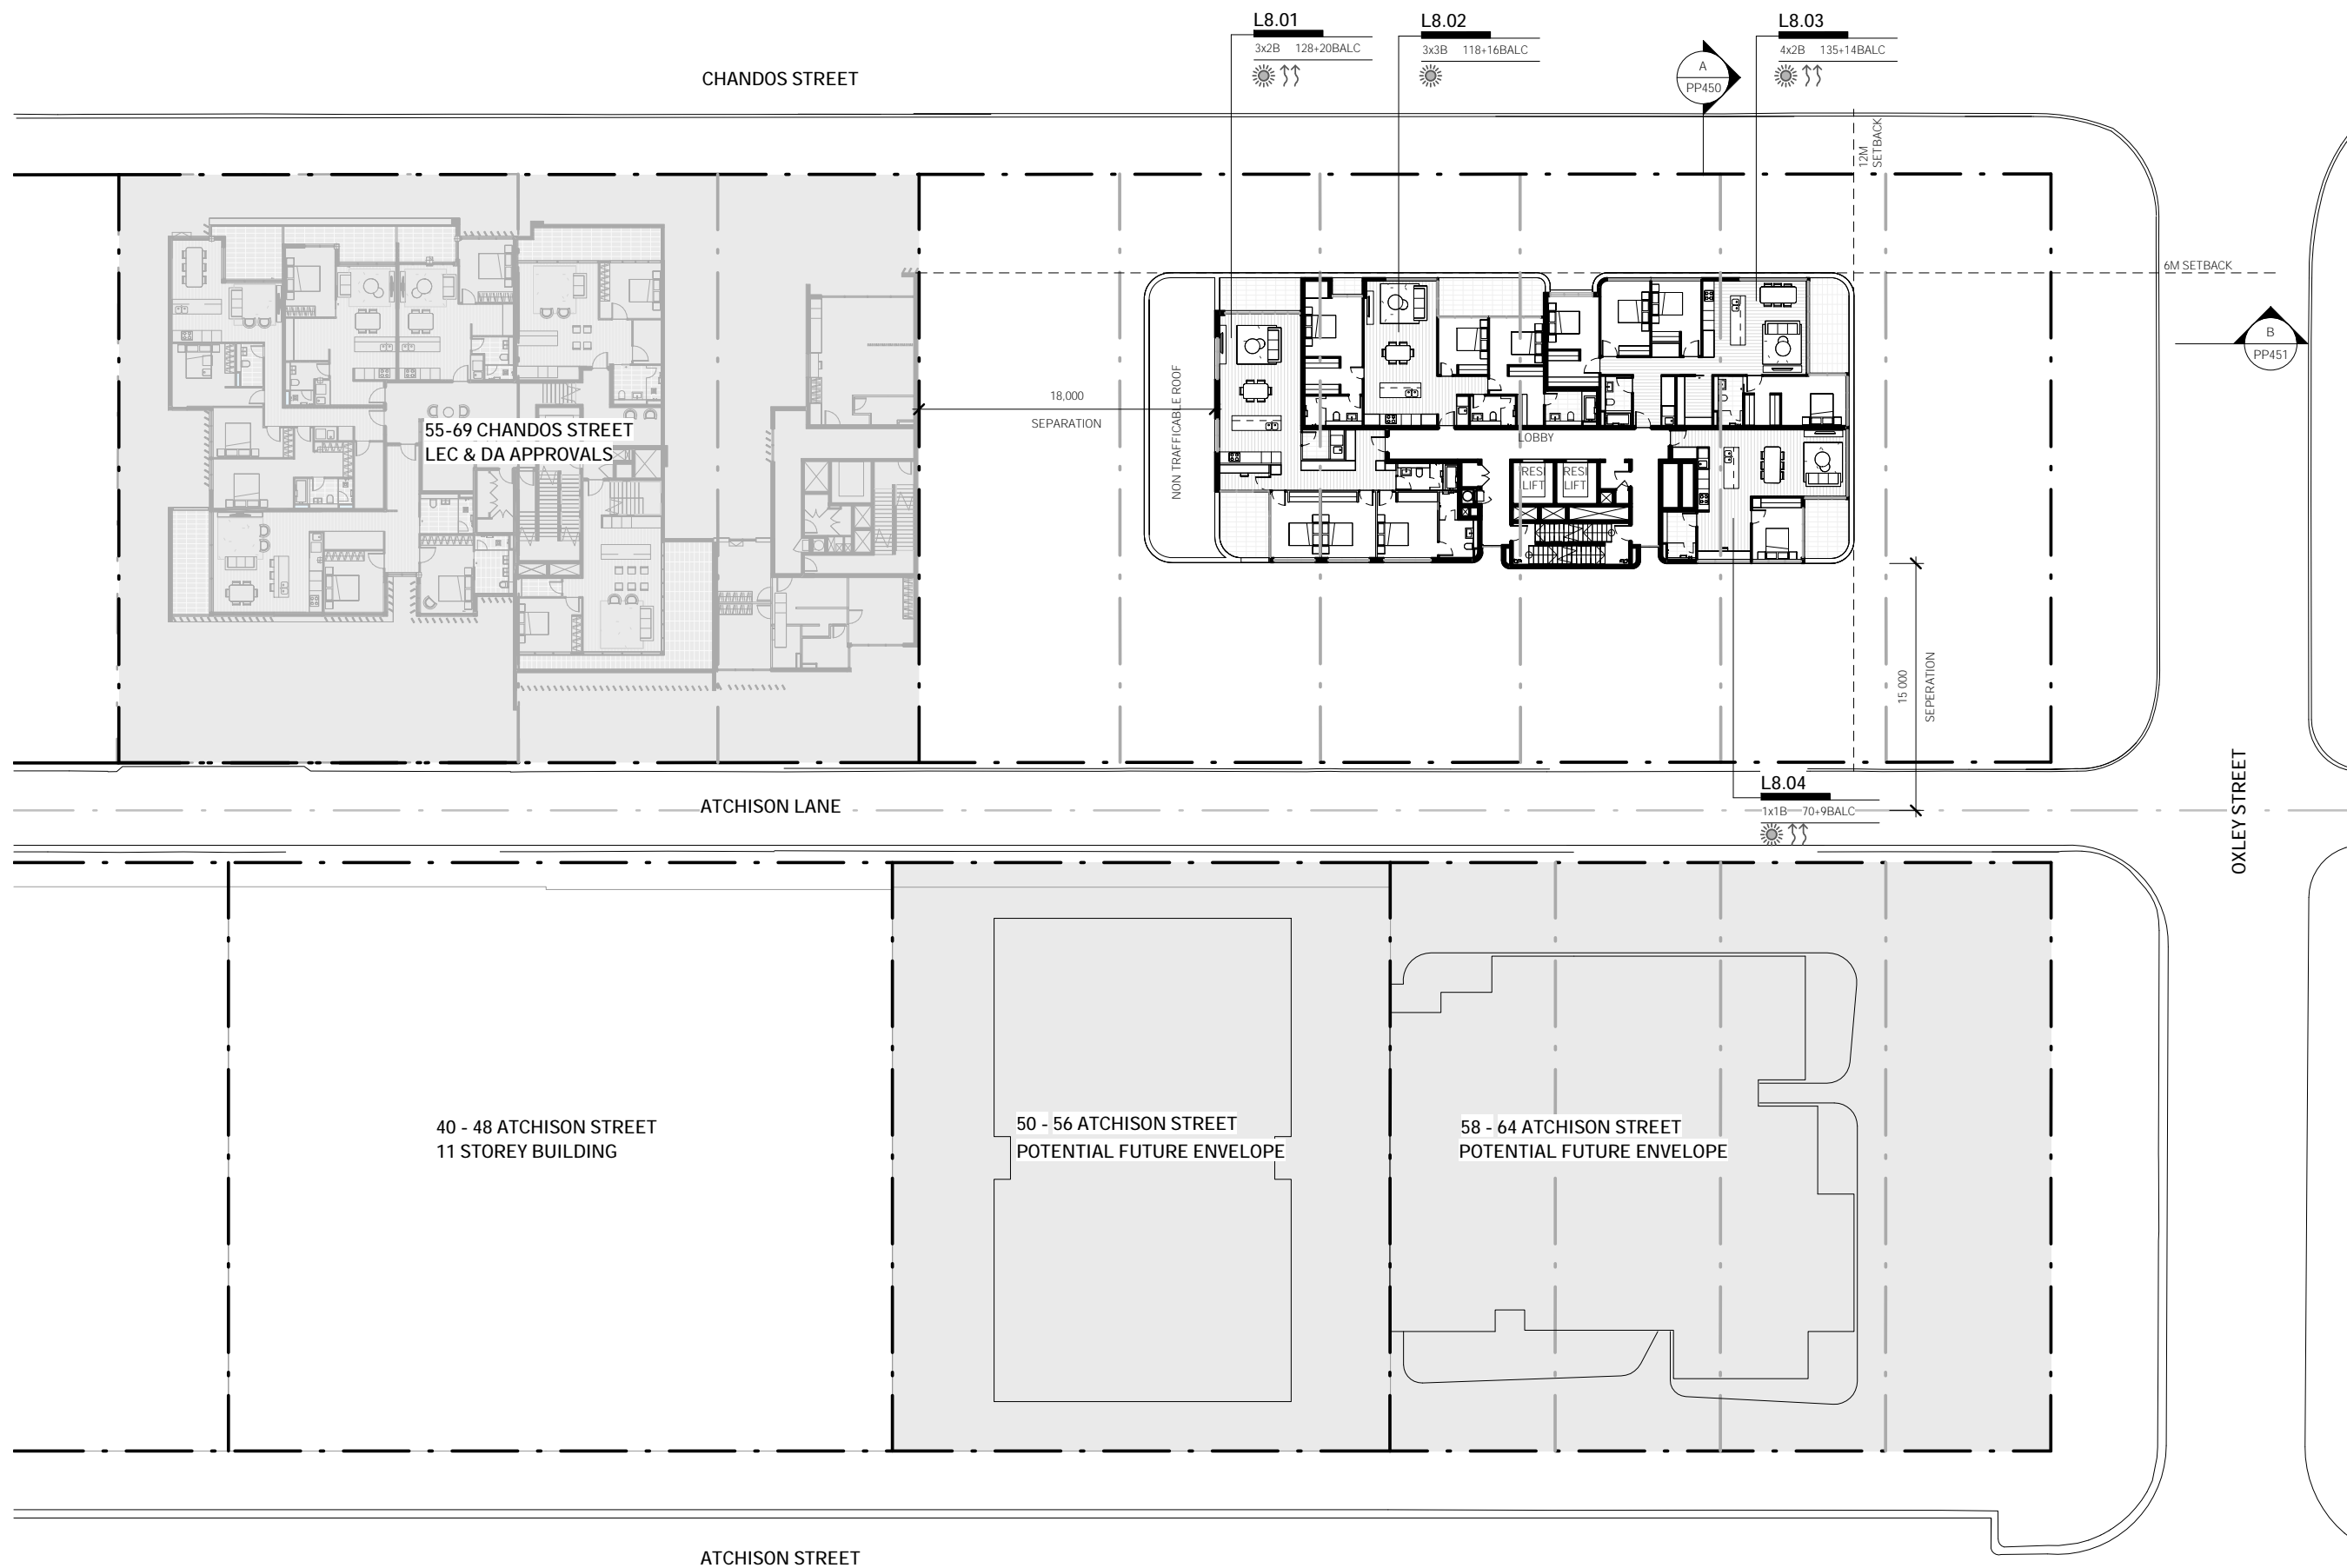 L8.01
3x2B 128+20BALC
L8.02
3x3B 118+16BALC
L8.03
4x2B 135+14BALC
CHANDOS STREET
A
PP450
12M
SETBACK
6M SETBACK
B
PP451
NON TRAFFICABLE ROOF
18,000
SEPARATION
55-69 CHANDOS STREET
LEC & DA APPROVALS
LOBBY
RESI
LIFT
RESI
LIFT
15 000
SEPERATION
L8.04
1x1B 70+9BALC
ATCHISON LANE
OXLEY STREET
40 - 48 ATCHISON STREET
11 STOREY BUILDING
50 - 56 ATCHISON STREET
POTENTIAL FUTURE ENVELOPE
58 - 64 ATCHISON STREET
POTENTIAL FUTURE ENVELOPE
ATCHISON STREET